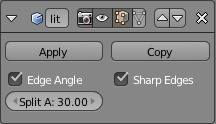 lit
Apply Copy
Edge Angle Sharp Edges
Split A: 30.00